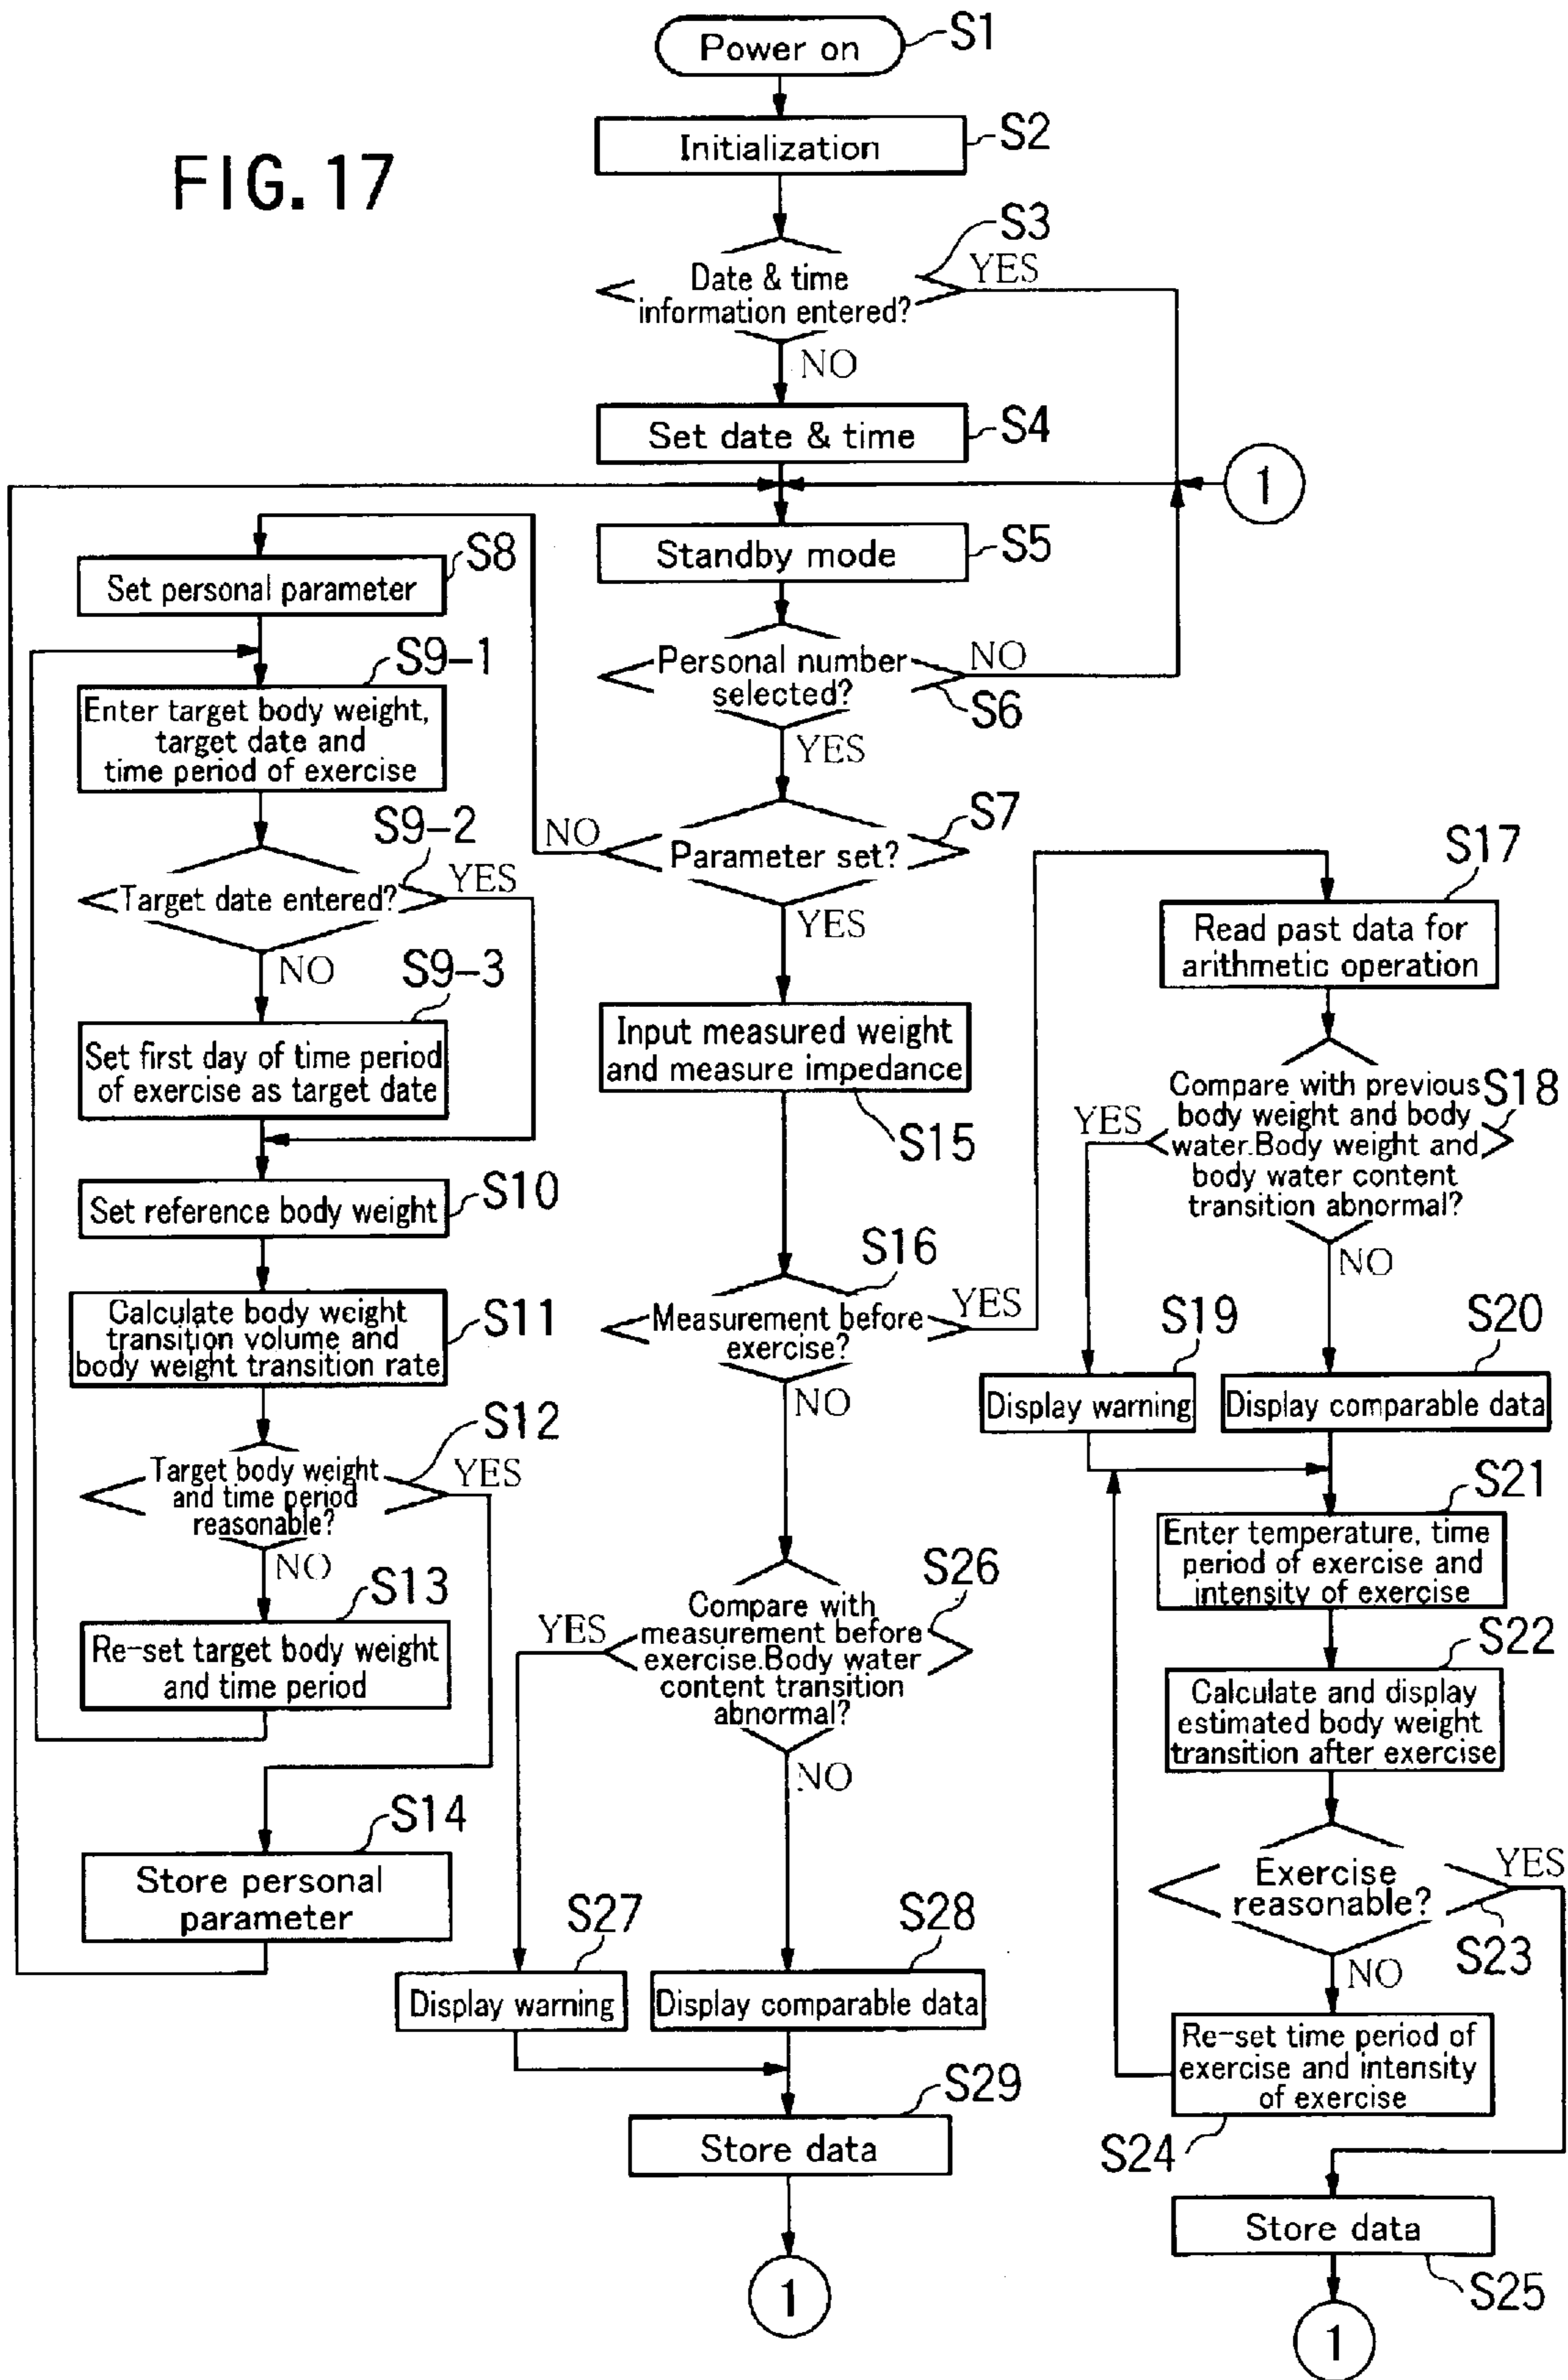 FIG. 17
Power on
S1
Initialization
S2
S3
Date & time
information entered?
YES
NO
Set date & time
S4
1
Standby mode
S5
Personal number
selected?
NO
S6
YES
S7
Parameter set?
NO
YES
S8
Set personal parameter
S9-1
Enter target body weight,
target date and
time period of exercise
S9-2
Target date entered?
YES
NO
S9-3
Set first day of time period
of exercise as target date
Set reference body weight
S10
Calculate body weight
transition volume and
body weight transition rate
S11
S12
Target body weight
and time period
reasonable?
YES
NO
S13
Re-set target body weight
and time period
S14
Store personal
parameter
Input measured weight
and measure impedance
S15
S16
Measurement before
exercise?
YES
NO
S26
Compare with
measurement before
exercise.Body water
content transition
abnormal?
YES
NO
S27
Display warning
S28
Display comparable data
S29
Store data
1
S17
Read past data for
arithmetic operation
S18
Compare with previous
body weight and body
water.Body weight and
body water content
transition abnormal?
YES
NO
S19
Display warning
S20
Display comparable data
S21
Enter temperature, time
period of exercise and
intensity of exercise
S22
Calculate and display
estimated body weight
transition after exercise
Exercise
reasonable?
YES
S23
NO
Re-set time period of
exercise and intensity
of exercise
S24
Store data
S25
1